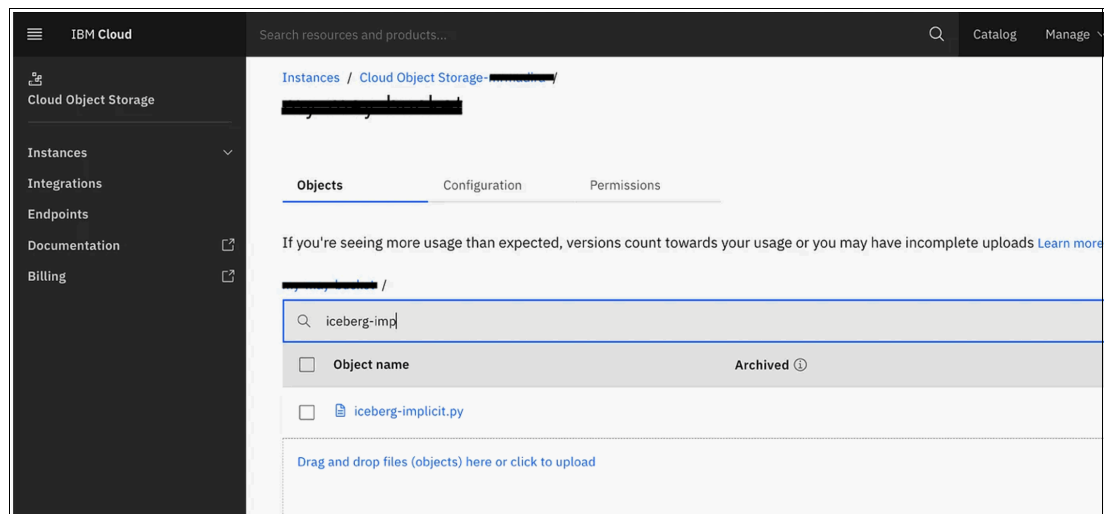 IBM Cloud
Search resources and products...
Catalog
Manage
Cloud Object Storage
Instances
Integrations
Endpoints
Documentation
Billing
Instances / Cloud Object Storage- /
Objects
Configuration
Permissions
If you're seeing more usage than expected, versions count towards your usage or you may have incomplete uploads Learn more
/
iceberg-imp
Object name
Archived
iceberg-implicit.py
Drag and drop files (objects) here or click to upload